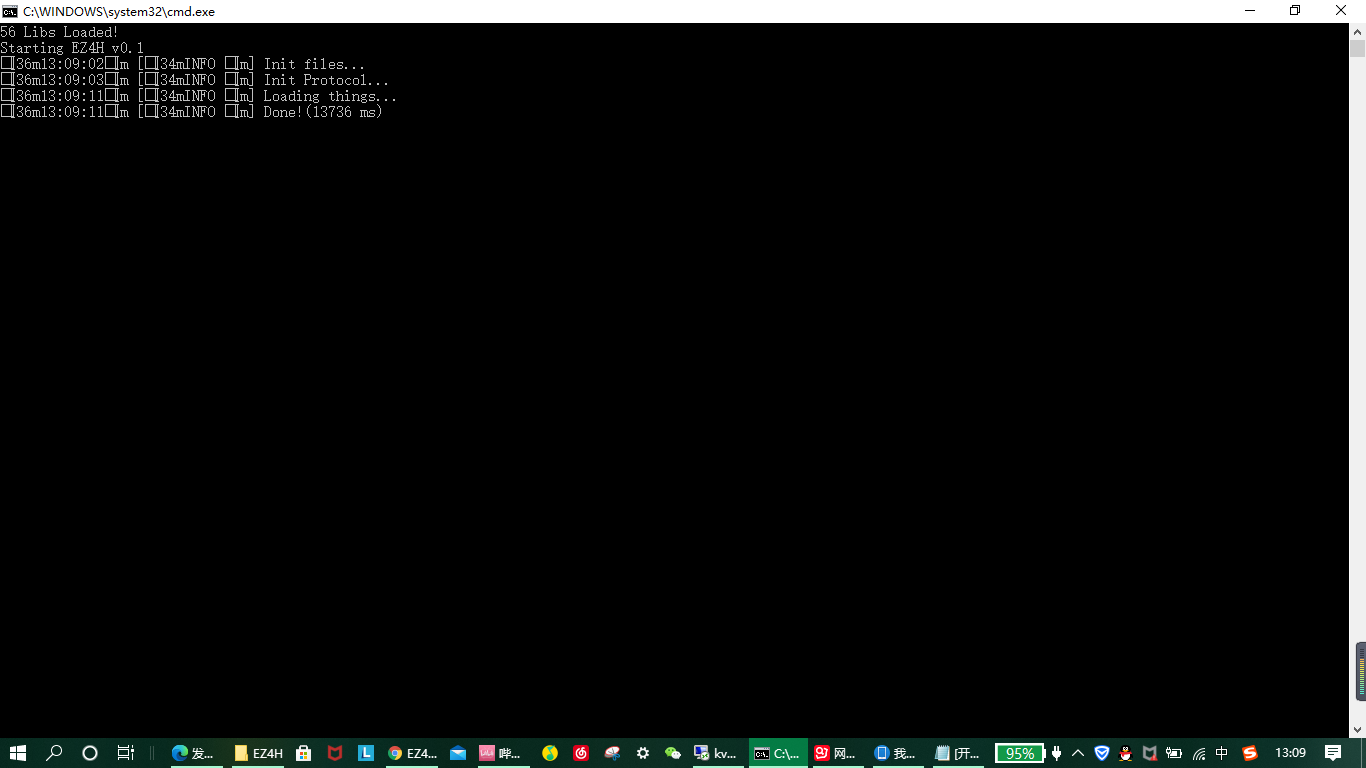 C:\WINDOWS\system32\cmd.exe
56 Libs Loaded!
Starting EZ4H v0.1
[36m13:09:02[m [[34mINFO [m] Init files...
[36m13:09:03[m [[34mINFO [m] Init Protocol...
[36m13:09:11[m [[34mINFO [m] Loading things...
[36m13:09:11[m [[34mINFO [m] Done!(13736 ms)
发... EZ4H L EZ4... 哔... kv... C:\... 网... 我... [开... 95% 中 13:09